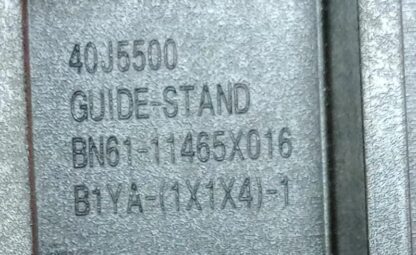 40J5500
GUIDE-STAND
BN61-11465X016
B1YA-(1X1X4)-1